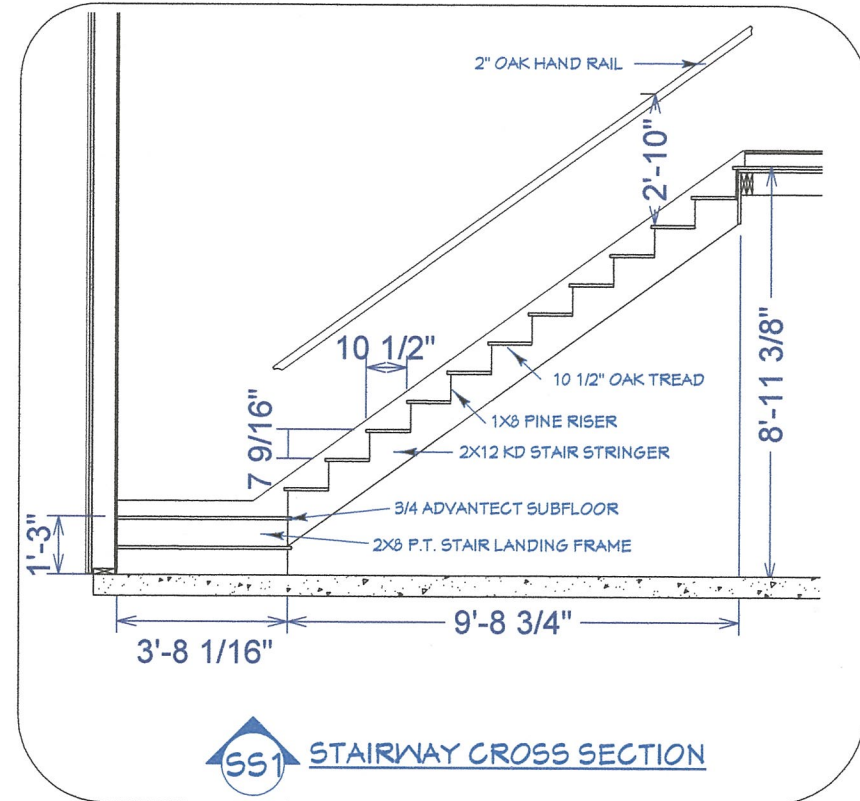 2" OAK HAND RAIL
2'-10"
10 1/2"
10 1/2" OAK TREAD
1X8 PINE RISER
7 9/16"
2X12 KD STAIR STRINGER
8'-11 3/8"
3/4 ADVANTECT SUBFLOOR
1'-3"
2X8 P.T. STAIR LANDING FRAME
3'-8 1/16"
9'-8 3/4"
SS1
STAIRWAY CROSS SECTION